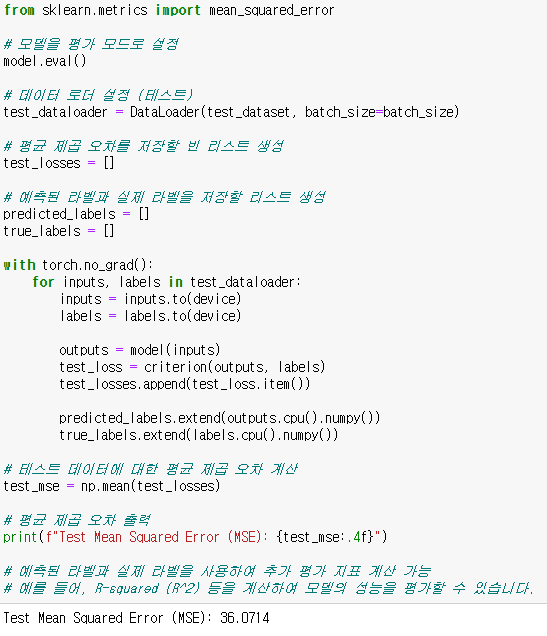 from sklearn.metrics import mean_squared_error
# 모델을 평가 모드로 설정
model.eval()
# 데이터 로더 설정 (테스트)
test_dataloader = DataLoader(test_dataset, batch_size=batch_size)
# 평균 제곱 오차를 저장할 빈 리스트 생성
test_losses = []
# 예측된 라벨과 실제 라벨을 저장할 리스트 생성
predicted_labels = []
true_labels = []
with torch.no_grad():
    for inputs, labels in test_dataloader:
        inputs = inputs.to(device)
        labels = labels.to(device)
        outputs = model(inputs)
        test_loss = criterion(outputs, labels)
        test_losses.append(test_loss.item())
        predicted_labels.extend(outputs.cpu().numpy())
        true_labels.extend(labels.cpu().numpy())
# 테스트 데이터에 대한 평균 제곱 오차 계산
test_mse = np.mean(test_losses)
# 평균 제곱 오차 출력
print(f"Test Mean Squared Error (MSE): {test_mse:.4f}")
# 예측된 라벨과 실제 라벨을 사용하여 추가 평가 지표 계산 가능
# 예를 들어, R-squared (R^2) 등을 계산하여 모델의 성능을 평가할 수 있습니다.
Test Mean Squared Error (MSE): 36.0714